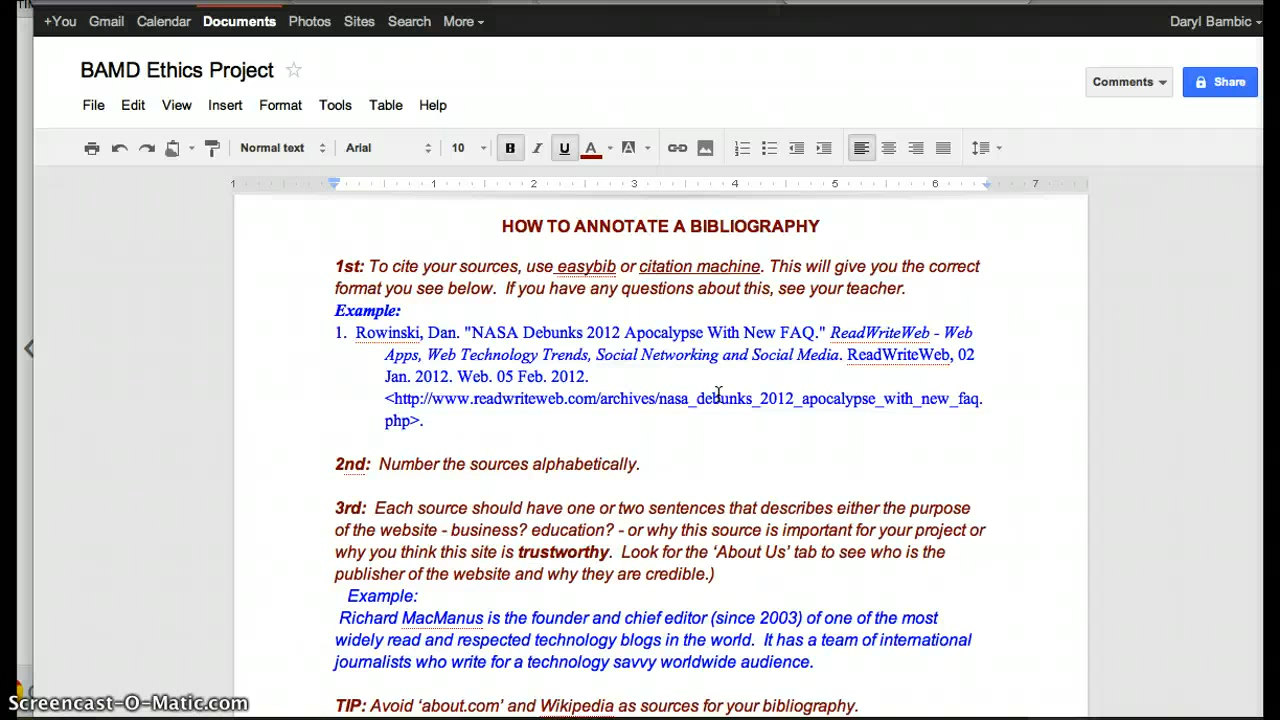 +You Gmail Calendar Documents Photos Sites Search More Daryl Bambic
BAMD Ethics Project
Comments Share
File Edit View Insert Format Tools Table Help
Normal text Arial 10 B I U A A
1 1 2 3 4 5 6 7
HOW TO ANNOTATE A BIBLIOGRAPHY
1st: To cite your sources, use easybib or citation machine. This will give you the correct
format you see below. If you have any questions about this, see your teacher.
Example:
1. Rowinski, Dan. "NASA Debunks 2012 Apocalypse With New FAQ." ReadWriteWeb - Web
Apps, Web Technology Trends, Social Networking and Social Media. ReadWriteWeb, 02
Jan. 2012. Web. 05 Feb. 2012.
<http://www.readwriteweb.com/archives/nasa_debunks_2012_apocalypse_with_new_faq.
php>.
2nd: Number the sources alphabetically.
3rd: Each source should have one or two sentences that describes either the purpose
of the website - business? education? - or why this source is important for your project or
why you think this site is trustworthy. Look for the ‘About Us’ tab to see who is the
publisher of the website and why they are credible.)
Example:
Richard MacManus is the founder and chief editor (since 2003) of one of the most
widely read and respected technology blogs in the world. It has a team of international
journalists who write for a technology savvy worldwide audience.
TIP: Avoid ‘about.com’ and Wikipedia as sources for your bibliography.
Screencast-O-Matic.com